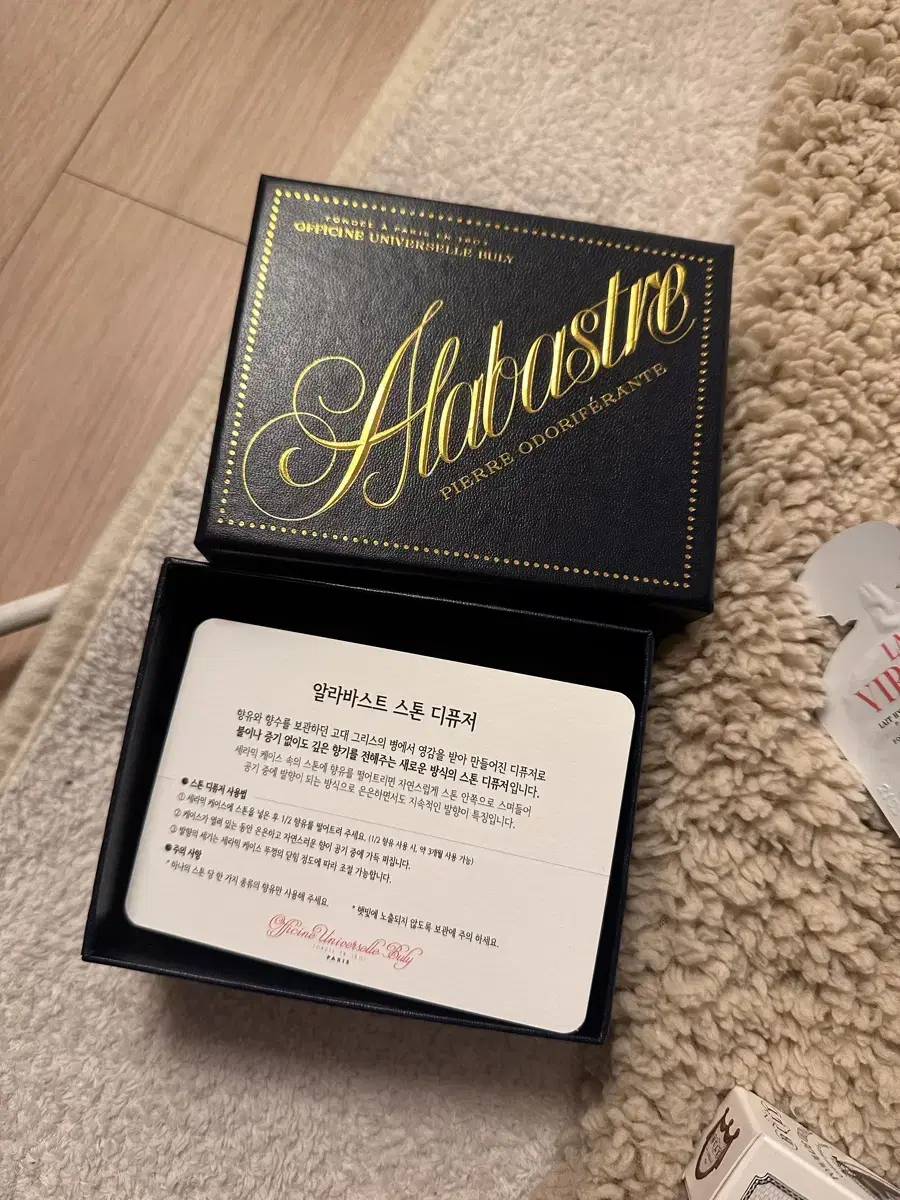 FONDÉE À PARIS EN 1803
OFFICINE UNIVERSELLE BULY
Alabastre
PIERRE ODORIFÉRANTE
알라바스트 스톤 디퓨저
향유와 향수를 보관하던 고대 그리스의 병에서 영감을 받아 만들어진 디퓨저로
불이나 증기 없이도 깊은 향기를 전해주는 새로운 방식의 스톤 디퓨저입니다.
세라믹 케이스 속의 스톤에 향유를 떨어트리면 자연스럽게 스톤 안쪽으로 스며들어
공기 중에 발향이 되는 방식으로 은은하면서도 지속적인 발향이 특징입니다.
스톤 디퓨저 사용법
① 세라믹 케이스에 스톤을 넣은 후 1/2 향유를 떨어트려 주세요. (1/2 향유 사용 시, 약 3개월 사용 가능)
② 케이스가 열려 있는 동안 은은하고 자연스러운 향이 공기 중에 가득 퍼집니다.
③ 발향의 세기는 세라믹 케이스 뚜껑의 닫힘 정도에 따라 조절 가능합니다.
주의 사항
* 하나의 스톤 당 한 가지 종류의 향유만 사용해 주세요. * 햇빛에 노출되지 않도록 보관에 주의 하세요.
Officine Universelle Buly
PARIS
LA
VIR
LAIT